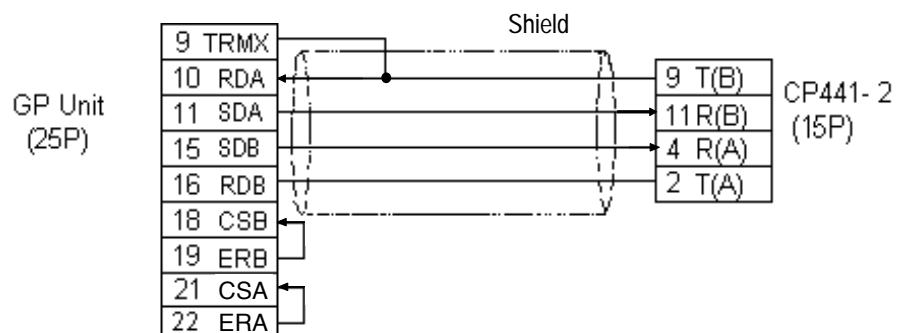 Shield
GP Unit
(25P)
9 TRMX
10 RDA
11 SDA
15 SDB
16 RDB
18 CSB
19 ERB
21 CSA
22 ERA
9 T(B)
11 R(B)
4 R(A)
2 T(A)
CP441-2
(15P)